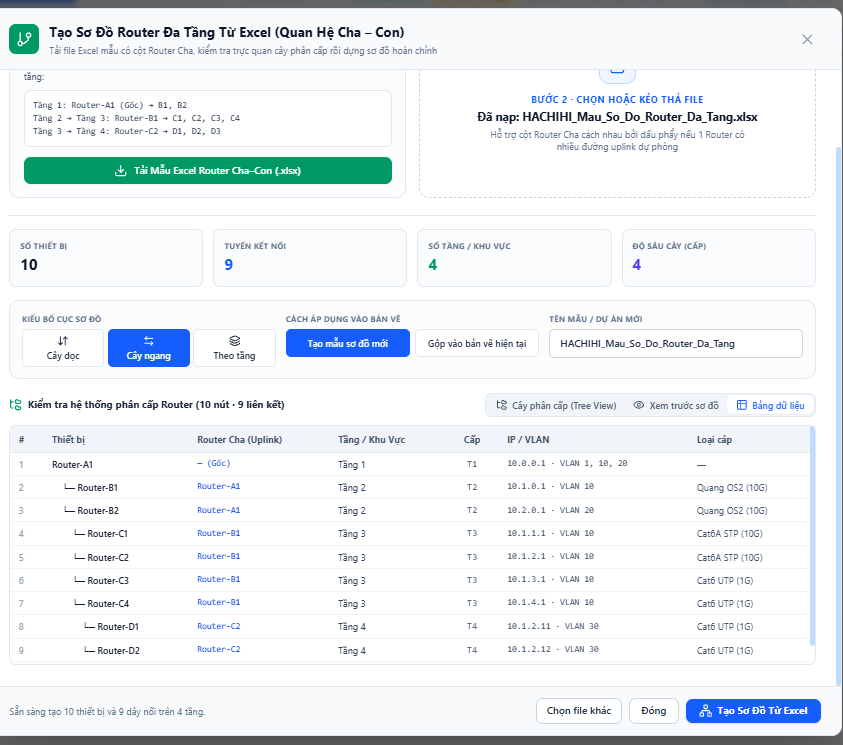 Tạo Sơ Đồ Router Đa Tầng Từ Excel (Quan Hệ Cha – Con)
Tải file Excel mẫu có cột Router Cha, kiểm tra trực quan cây phân cấp rồi dựng sơ đồ hoàn chỉnh
tầng:
Tầng 1: Router-A1 (Gốc) → B1, B2
Tầng 2 → Tầng 3: Router-B1 → C1, C2, C3, C4
Tầng 3 → Tầng 4: Router-C2 → D1, D2, D3
Tải Mẫu Excel Router Cha–Con (.xlsx)
BƯỚC 2 · CHỌN HOẶC KÉO THẢ FILE
Đã nạp: HACHIHI_Mau_So_Do_Router_Da_Tang.xlsx
Hỗ trợ cột Router Cha cách nhau bởi dấu phẩy nếu 1 Router có
nhiều đường uplink dự phòng
SỐ THIẾT BỊ
10
TUYẾN KẾT NỐI
9
SỐ TẦNG / KHU VỰC
4
ĐỘ SÂU CÂY (CẤP)
4
KIỂU BỐ CỤC SƠ ĐỒ
Cây dọc
Cây ngang
Theo tầng
CÁCH ÁP DỤNG VÀO BẢN VẼ
Tạo mẫu sơ đồ mới
Gộp vào bản vẽ hiện tại
TÊN MẪU / DỰ ÁN MỚI
HACHIHI_Mau_So_Do_Router_Da_Tang
Kiểm tra hệ thống phân cấp Router (10 nút · 9 liên kết)
Cây phân cấp (Tree View) Xem trước sơ đồ Bảng dữ liệu
# Thiết bị Router Cha (Uplink) Tầng / Khu Vực Cấp IP / VLAN Loại cáp
1 Router-A1 — (Gốc) Tầng 1 T1 10.0.0.1 · VLAN 1, 10, 20 —
2 └─ Router-B1 Router-A1 Tầng 2 T2 10.1.0.1 · VLAN 10 Quang OS2 (10G)
3 └─ Router-B2 Router-A1 Tầng 2 T2 10.2.0.1 · VLAN 20 Quang OS2 (10G)
4 └─ Router-C1 Router-B1 Tầng 3 T3 10.1.1.1 · VLAN 10 Cat6A STP (10G)
5 └─ Router-C2 Router-B1 Tầng 3 T3 10.1.2.1 · VLAN 10 Cat6A STP (10G)
6 └─ Router-C3 Router-B1 Tầng 3 T3 10.1.3.1 · VLAN 10 Cat6 UTP (1G)
7 └─ Router-C4 Router-B1 Tầng 3 T3 10.1.4.1 · VLAN 10 Cat6 UTP (1G)
8 └─ Router-D1 Router-C2 Tầng 4 T4 10.1.2.11 · VLAN 30 Cat6 UTP (1G)
9 └─ Router-D2 Router-C2 Tầng 4 T4 10.1.2.12 · VLAN 30 Cat6 UTP (1G)
Sẵn sàng tạo 10 thiết bị và 9 dây nối trên 4 tầng.
Chọn file khác
Đóng
Tạo Sơ Đồ Từ Excel